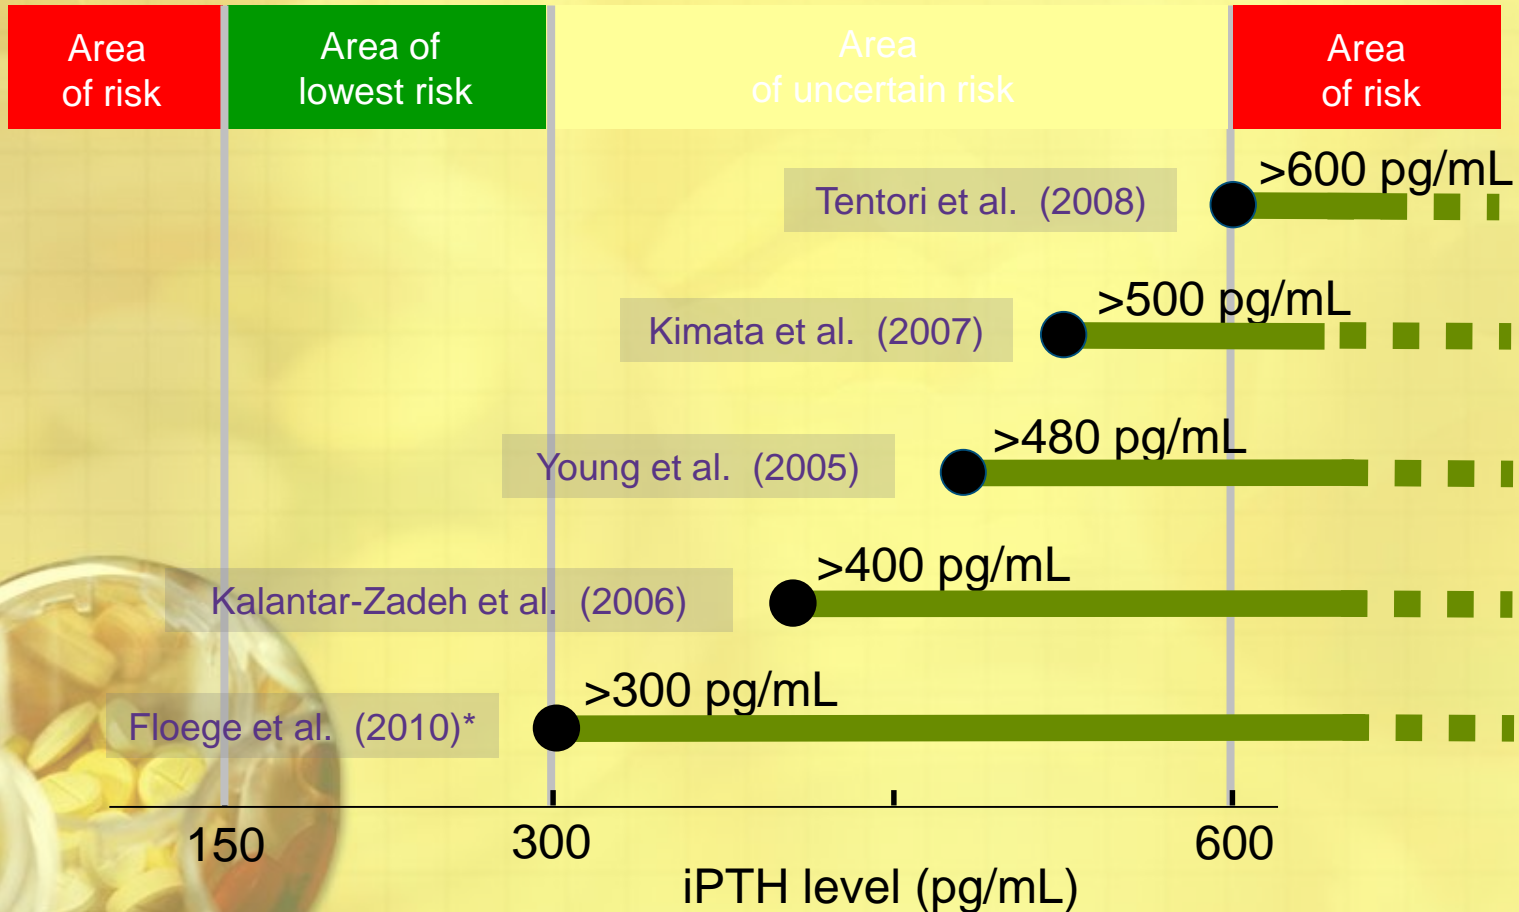 Area
of risk
Area of
lowest risk
Area
of uncertain risk
Area
of risk
>600 pg/mL
Tentori et al.  (2008)
>500 pg/mL
Kimata et al.  (2007)
>480 pg/mL
Young et al.  (2005)
>400 pg/mL
Kalantar-Zadeh et al.  (2006)
>300 pg/mL
Floege et al.  (2010)*
150
300
600
iPTH level (pg/mL)